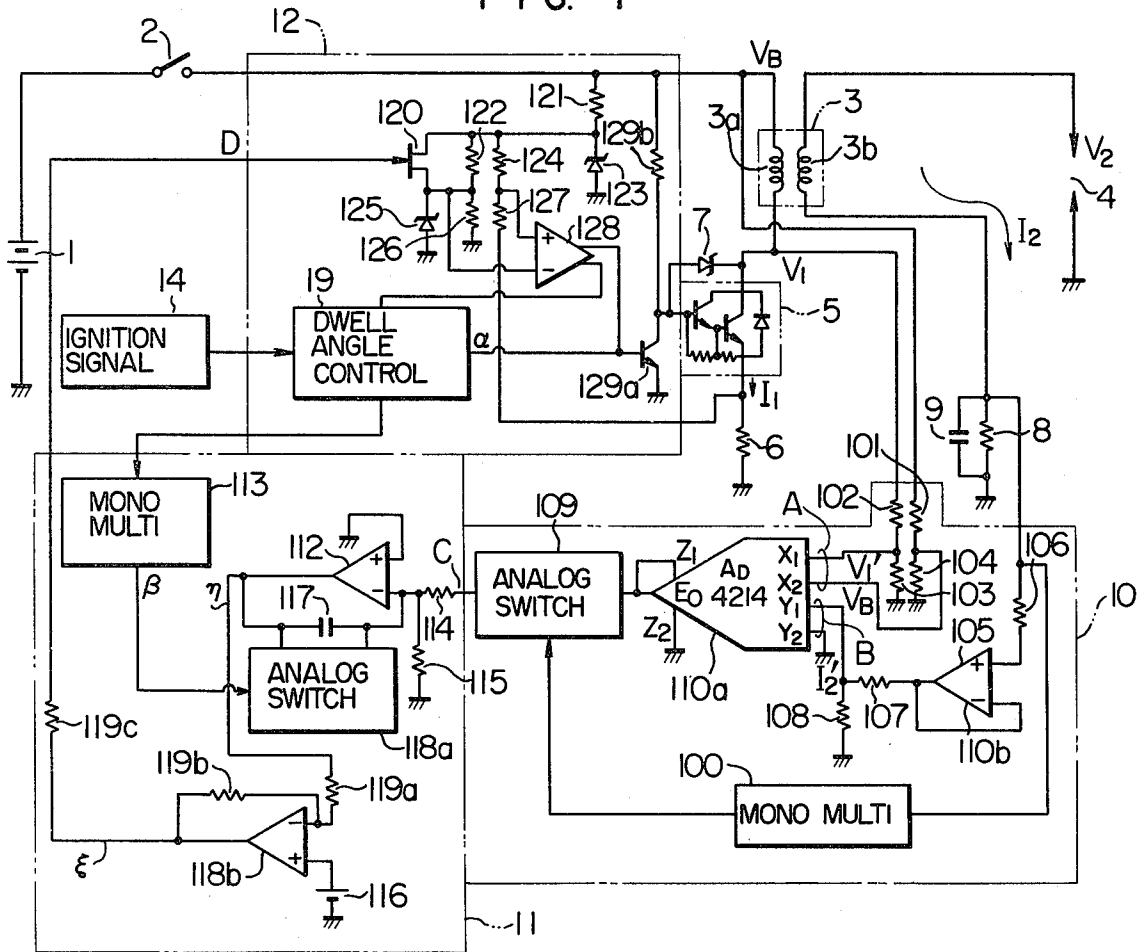 12
2
VB
121
120
122
129b
3a
3
3b
D
124
123
V2
4
125
127
128
126
7
I2
1
V1
14
19
5
IGNITION
SIGNAL
DWELL
ANGLE
CONTROL
α
129a
I1
9
8
6
101
MONO
MULTI
113
109
102
A
112
C
Z1
X1
V1'
104
106
ANALOG
SWITCH
E0
AD
4214
X2
VB
103
10
β
η
117
114
Y1
Y2
105
Z2
B
ANALOG
SWITCH
115
110a
I2'
107
110b
119c
118a
108
119b
119a
100
MONO MULTI
ξ
118b
116
11